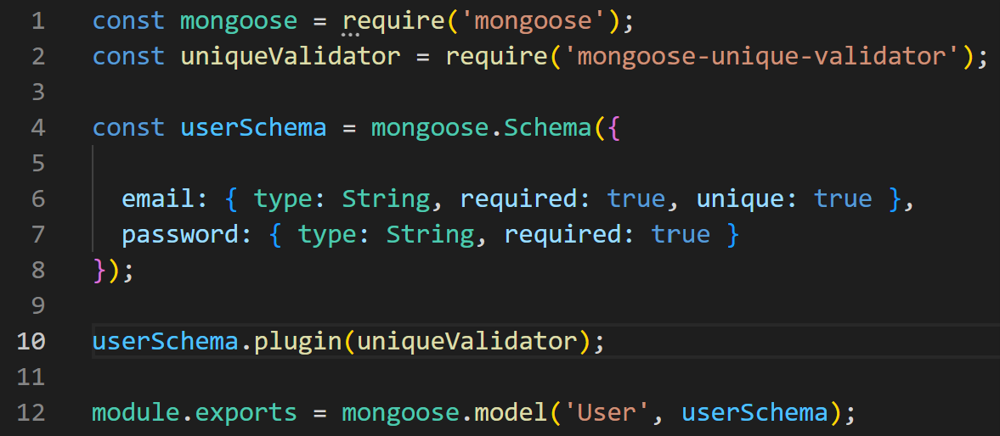 1 const mongoose = require('mongoose');
2 const uniqueValidator = require('mongoose-unique-validator');
3
4 const userSchema = mongoose.Schema({
5
6   email: { type: String, required: true, unique: true },
7   password: { type: String, required: true }
8 });
9
10 userSchema.plugin(uniqueValidator);
11
12 module.exports = mongoose.model('User', userSchema);